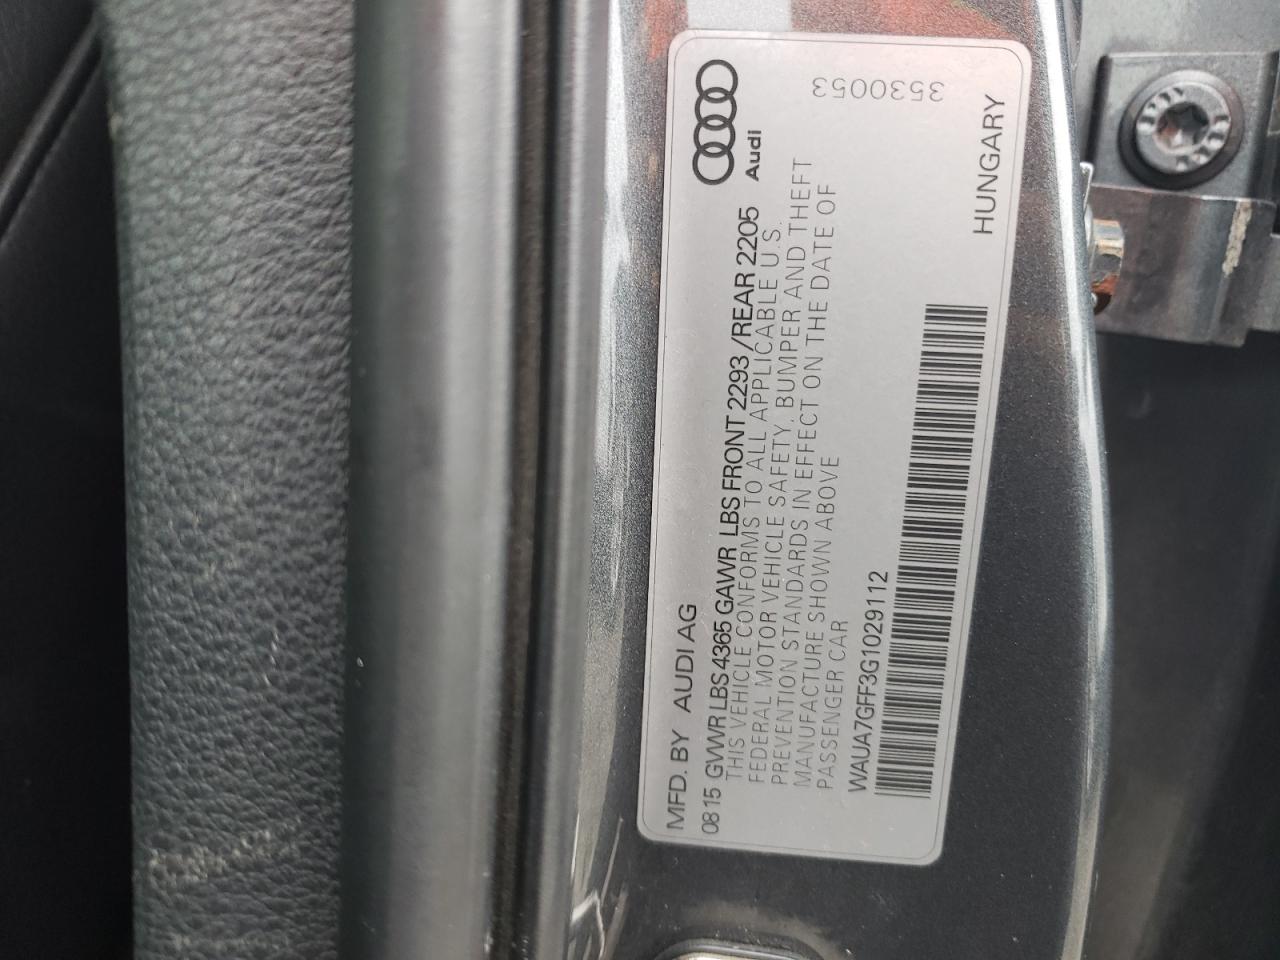 MFD. BY AUDI AG
Audi
0815 GVWR LBS 4365 GAWR LBS FRONT 2293/REAR 2205
THIS VEHICLE CONFORMS TO ALL APPLICABLE U.S.
FEDERAL MOTOR VEHICLE SAFETY, BUMPER AND THEFT
PREVENTION STANDARDS IN EFFECT ON THE DATE OF
MANUFACTURE SHOWN ABOVE
PASSENGER CAR
3530053
WAUA7GFF3G1029112
HUNGARY